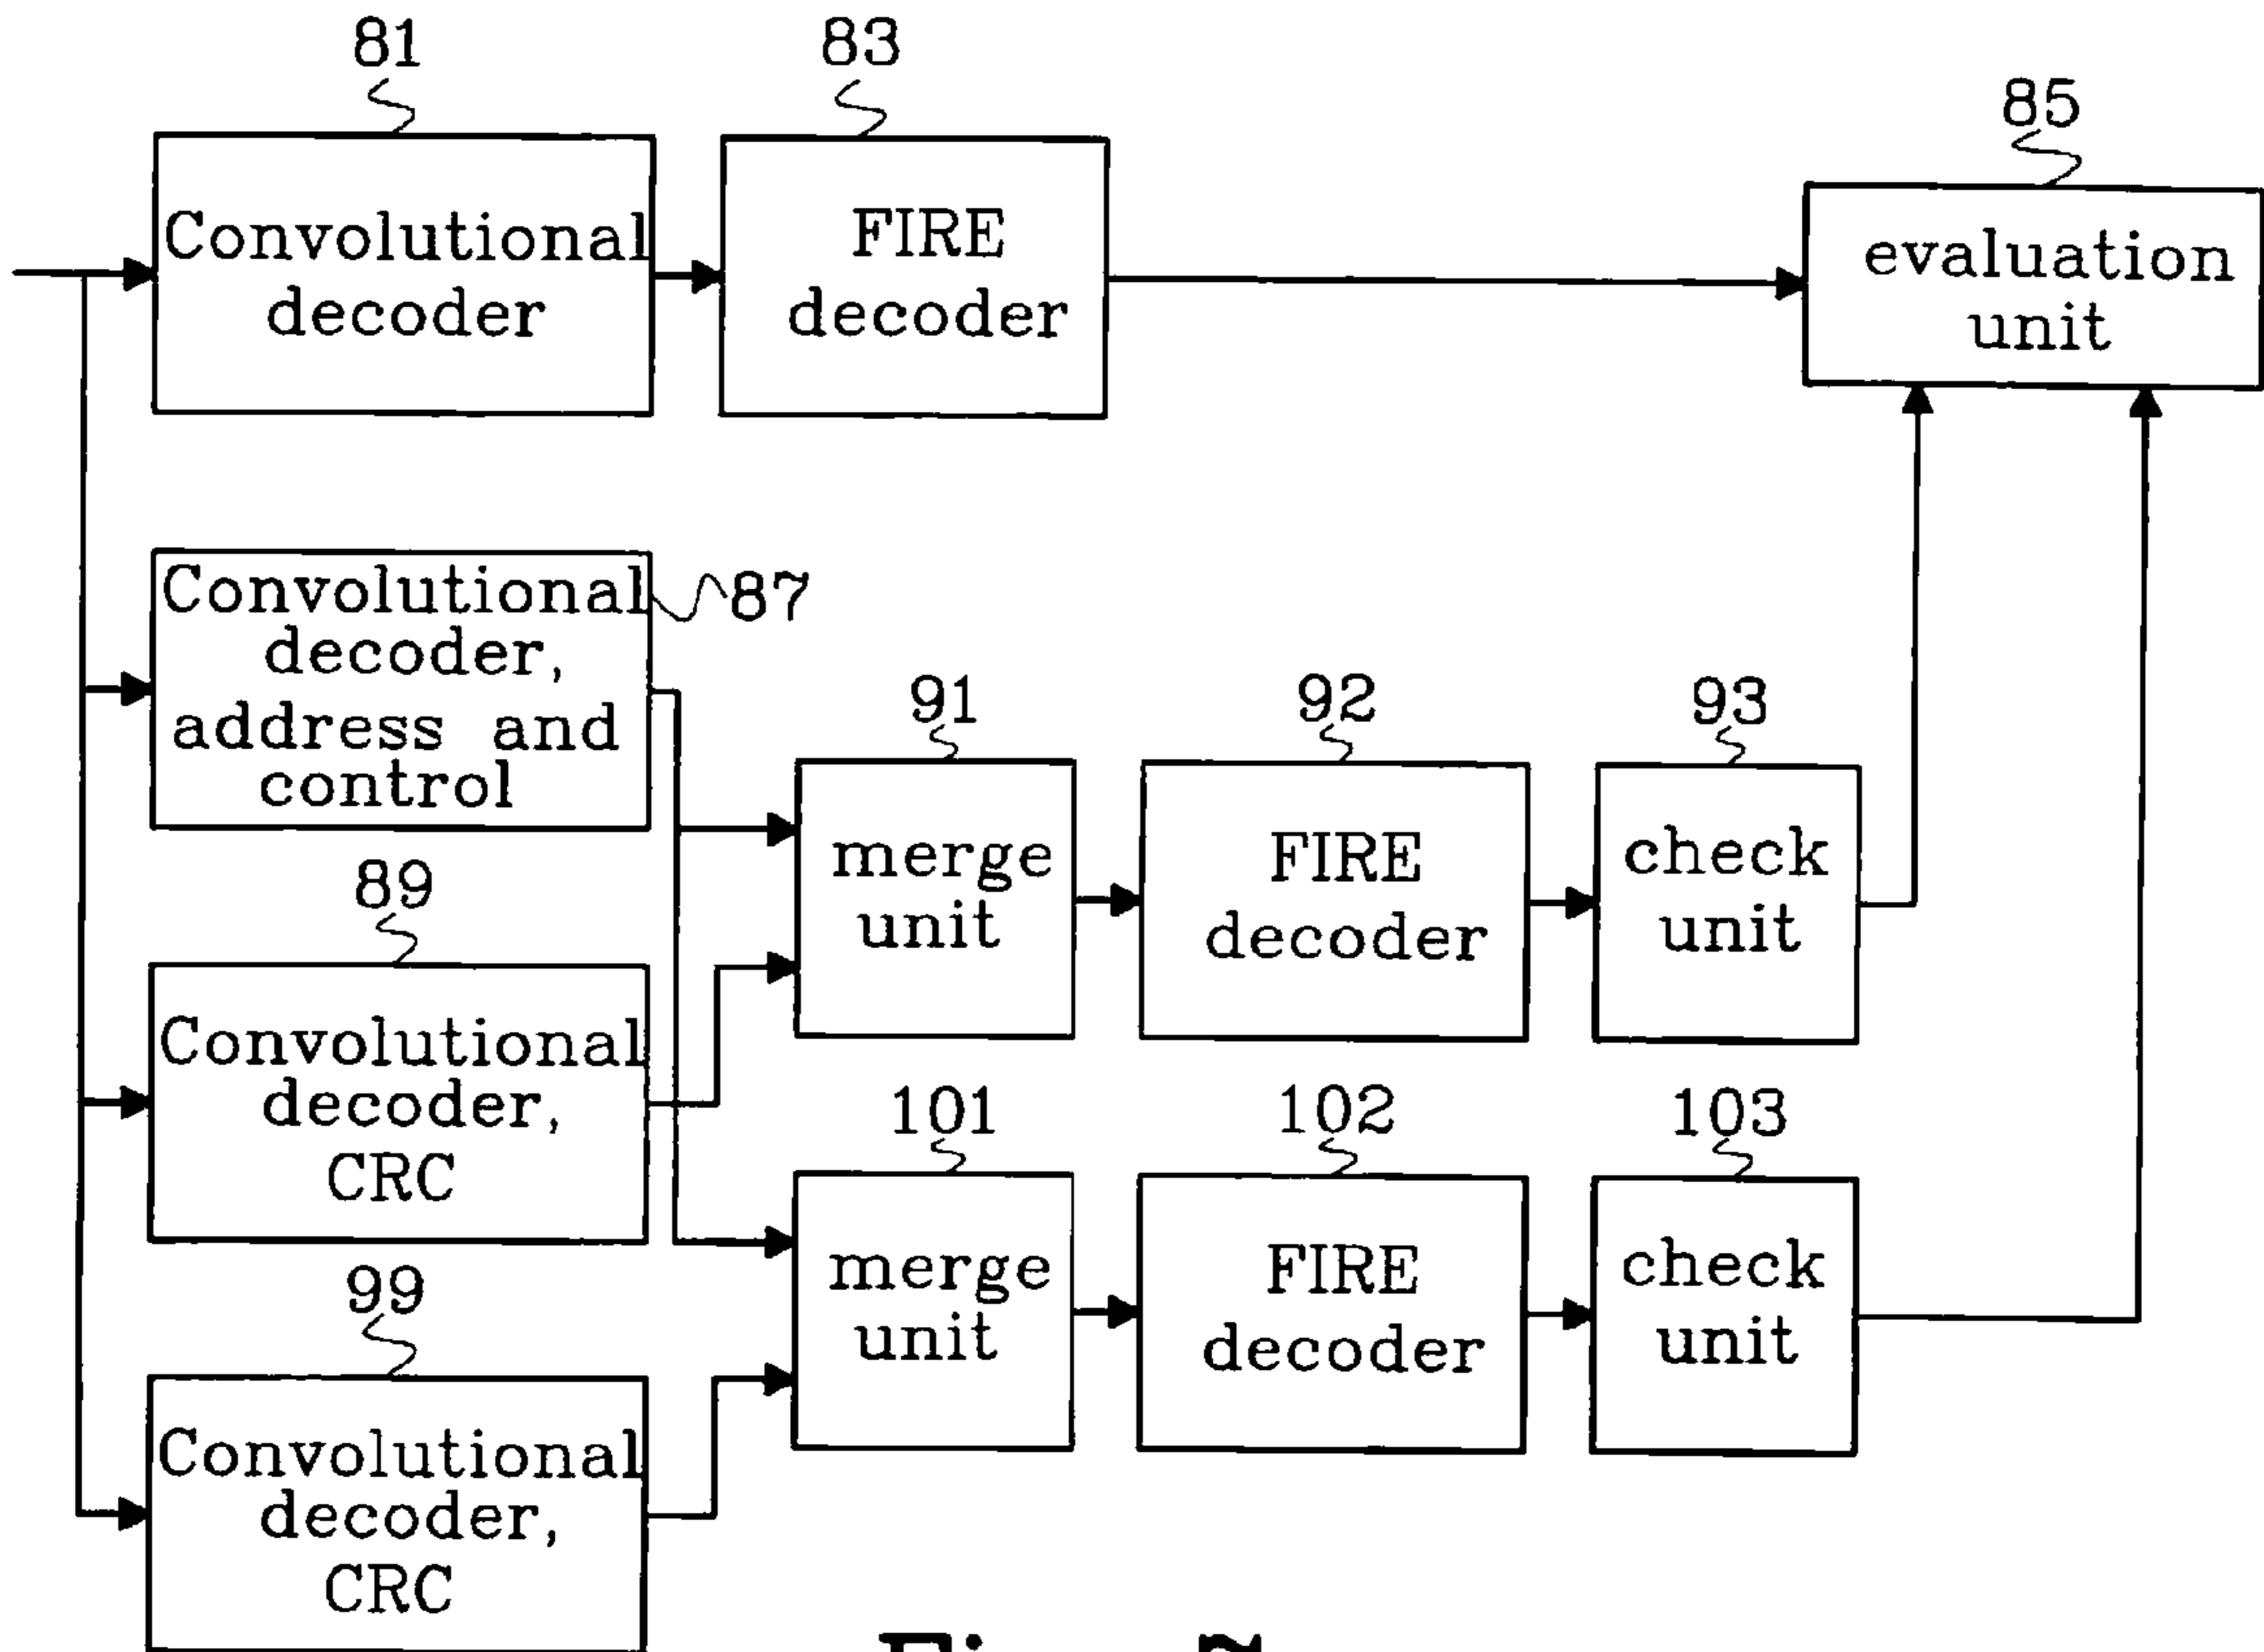 81
83
85
Convolutional
decoder
FIRE
decoder
evaluation
unit
87
Convolutional
decoder,
address and
control
91
92
93
merge
unit
FIRE
decoder
check
unit
89
Convolutional
decoder,
CRC
101
102
103
merge
unit
FIRE
decoder
check
unit
99
Convolutional
decoder,
CRC